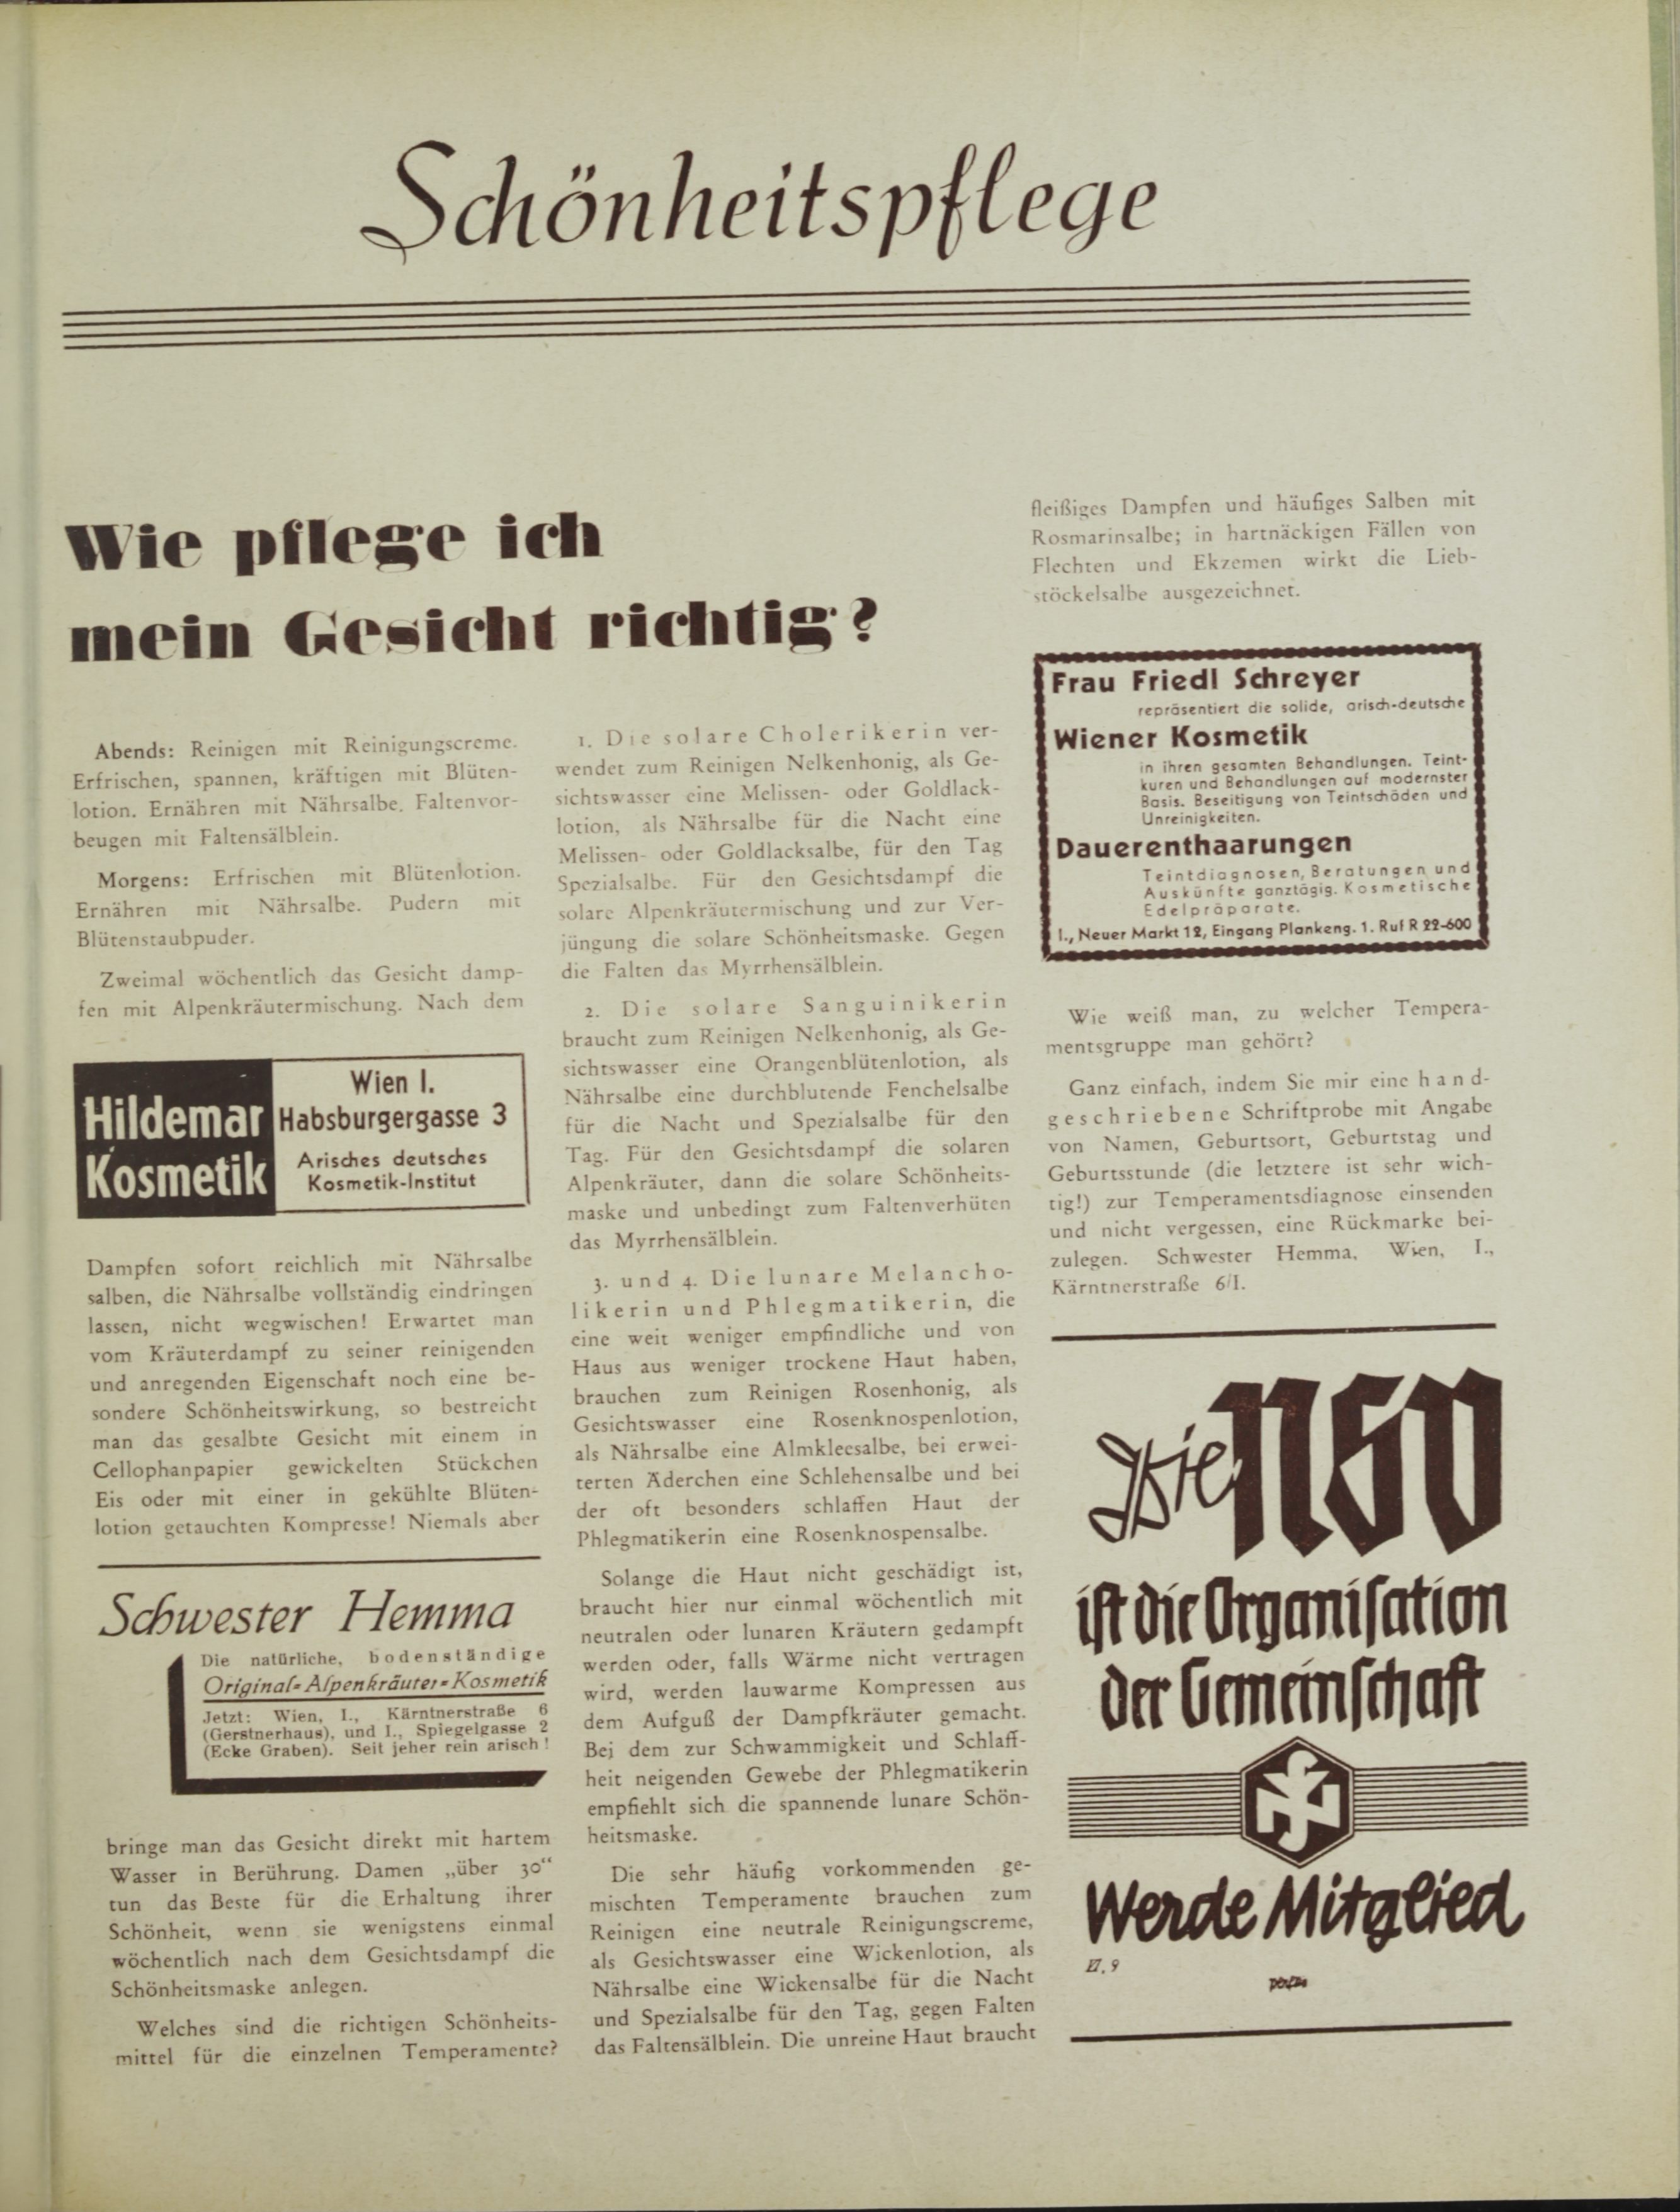 Schönheitspflege
Wie pflege ich
mein Gesicht richtig?
Abends: Reinigen mit Reinigungscreme.
Erfrischen, spannen, kräftigen mit Blüten-
lotion. Ernähren mit Nährsalbe. Faltenvor-
beugen mit Faltensälblein.
Morgens: Erfrischen mit Blütenlotion.
Ernähren mit Nährsalbe. Pudern mit
Blütenstaubpuder.
Zweimal wöchentlich das Gesicht damp-
fen mit Alpenkräutermischung. Nach dem
Hildemar
Kosmetik
Wien I.
Habsburgergasse 3
Arisches deutsches
Kosmetik-Institut
Dampfen sofort reichlich mit Nährsalbe
salben, die Nährsalbe vollständig eindringen
lassen, nicht wegwischen! Erwartet man
vom Kräuterdampf zu seiner reinigenden
und anregenden Eigenschaft noch eine be-
sondere Schönheitswirkung, so bestreicht
man das gesalbte Gesicht mit einem in
Cellophanpapier gewickelten Stückchen
Eis oder mit einer in gekühlte Blüten-
lotion getauchten Kompresse! Niemals aber
Schwester Hemma
Die natürliche, bodenständige
Original-Alpenkräuter-Kosmetik
Jetzt: Wien, I., Kärntnerstraße 6
(Gerstnerhaus), und I., Spiegelgasse 2
(Ecke Graben). Seit jeher rein arisch!
bringe man das Gesicht direkt mit hartem
Wasser in Berührung. Damen „über 30“
tun das Beste für die Erhaltung ihrer
Schönheit, wenn sie wenigstens einmal
wöchentlich nach dem Gesichtsdampf die
Schönheitsmaske anlegen.
Welches sind die richtigen Schönheits-
mittel für die einzelnen Temperamente?
1. Die solare Cholerikerin ver-
wendet zum Reinigen Nelkenhonig, als Ge-
sichtswasser eine Melissen- oder Goldlack-
lotion, als Nährsalbe für die Nacht eine
Melissen- oder Goldlacksalbe, für den Tag
Spezialsalbe. Für den Gesichtsdampf die
solare Alpenkräutermischung und zur Ver-
jüngung die solare Schönheitsmaske. Gegen
die Falten das Myrrhensälblein.
2. Die solare Sanguinikerin
braucht zum Reinigen Nelkenhonig, als Ge-
sichtswasser eine Orangenblütenlotion, als
Nährsalbe eine durchblutende Fenchelsalbe
für die Nacht und Spezialsalbe für den
Tag. Für den Gesichtsdampf die solaren
Alpenkräuter, dann die solare Schönheits-
maske und unbedingt zum Faltenverhüten
das Myrrhensälblein.
3. und 4. Die lunare Melancho-
likerin und Phlegmatikerin, die
eine weit weniger empfindliche und von
Haus aus weniger trockene Haut haben,
brauchen zum Reinigen Rosenhonig, als
Gesichtswasser eine Rosenknospenlotion,
als Nährsalbe eine Almkleesalbe, bei erwei-
terten Äderchen eine Schlehensalbe und bei
der oft besonders schlaffen Haut der
Phlegmatikerin eine Rosenknospensalbe.
Solange die Haut nicht geschädigt ist,
braucht hier nur einmal wöchentlich mit
neutralen oder lunaren Kräutern gedampft
werden oder, falls Wärme nicht vertragen
wird, werden lauwarme Kompressen aus
dem Aufguß der Dampfkräuter gemacht.
Bei dem zur Schwammigkeit und Schlaff-
heit neigenden Gewebe der Phlegmatikerin
empfiehlt sich die spannende lunare Schön-
heitsmaske.
Die sehr häufig vorkommenden ge-
mischten Temperamente brauchen zum
Reinigen eine neutrale Reinigungscreme,
als Gesichtswasser eine Wickenlotion, als
Nährsalbe eine Wickensalbe für die Nacht
und Spezialsalbe für den Tag, gegen Falten
das Faltensälblein. Die unreine Haut braucht
fleißiges Dampfen und häufiges Salben mit
Rosmarinsalbe; in hartnäckigen Fällen von
Flechten und Ekzemen wirkt die Lieb-
stöckelsalbe ausgezeichnet.
Frau Friedl Schreyer
repräsentiert die solide, arisch-deutsche
Wiener Kosmetik
in ihren gesamten Behandlungen. Teint-
kuren und Behandlungen auf modernster
Basis. Beseitigung von Teintschäden und
Unreinigkeiten.
Dauerenthaarungen
Teintdiagnosen, Beratungen und
Auskünfte ganztägig. Kosmetische
Edelpräparate.
I., Neuer Markt 12, Eingang Plankeng. 1. Ruf R 22-600
Wie weiß man, zu welcher Tempera-
mentsgruppe man gehört?
Ganz einfach, indem Sie mir eine hand-
geschriebene Schriftprobe mit Angabe
von Namen, Geburtsort, Geburtstag und
Geburtsstunde (die letztere ist sehr wich-
tig!) zur Temperamentsdiagnose einsenden
und nicht vergessen, eine Rückmarke bei-
zulegen. Schwester Hemma, Wien, I.,
Kärntnerstraße 6/I.
Die NSV
ist die Organisation
der Gemeinschaft
Werde Mitglied